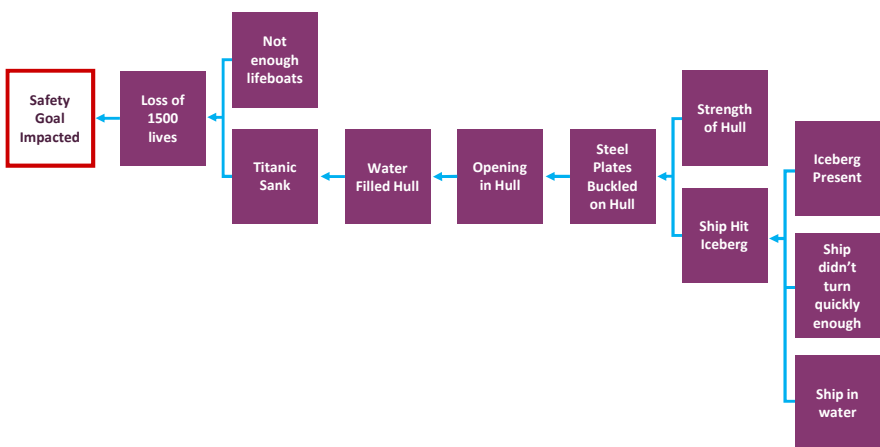 Safety
Goal
Impacted
Loss of
1500
lives
Not
enough
lifeboats
Titanic
Sank
Water
Filled Hull
Opening
in Hull
Steel
Plates
Buckled
on Hull
Strength
of Hull
Ship Hit
Iceberg
Iceberg
Present
Ship
didn't
turn
quickly
enough
Ship in
water